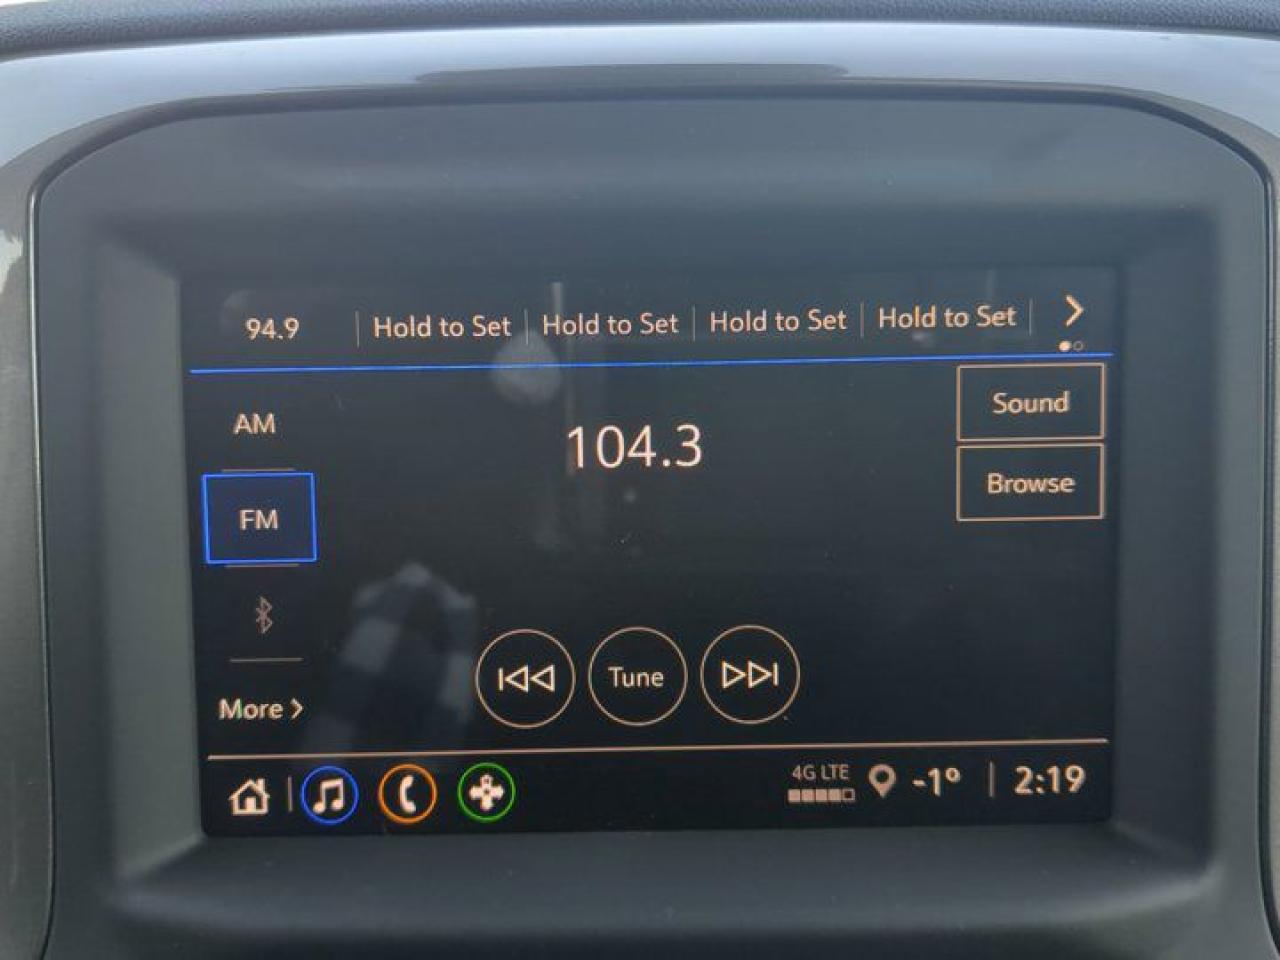 94.9 Hold to Set Hold to Set Hold to Set Hold to Set
Sound
AM
104.3
Browse
FM
Tune
More
4G LTE
-1° 2:19